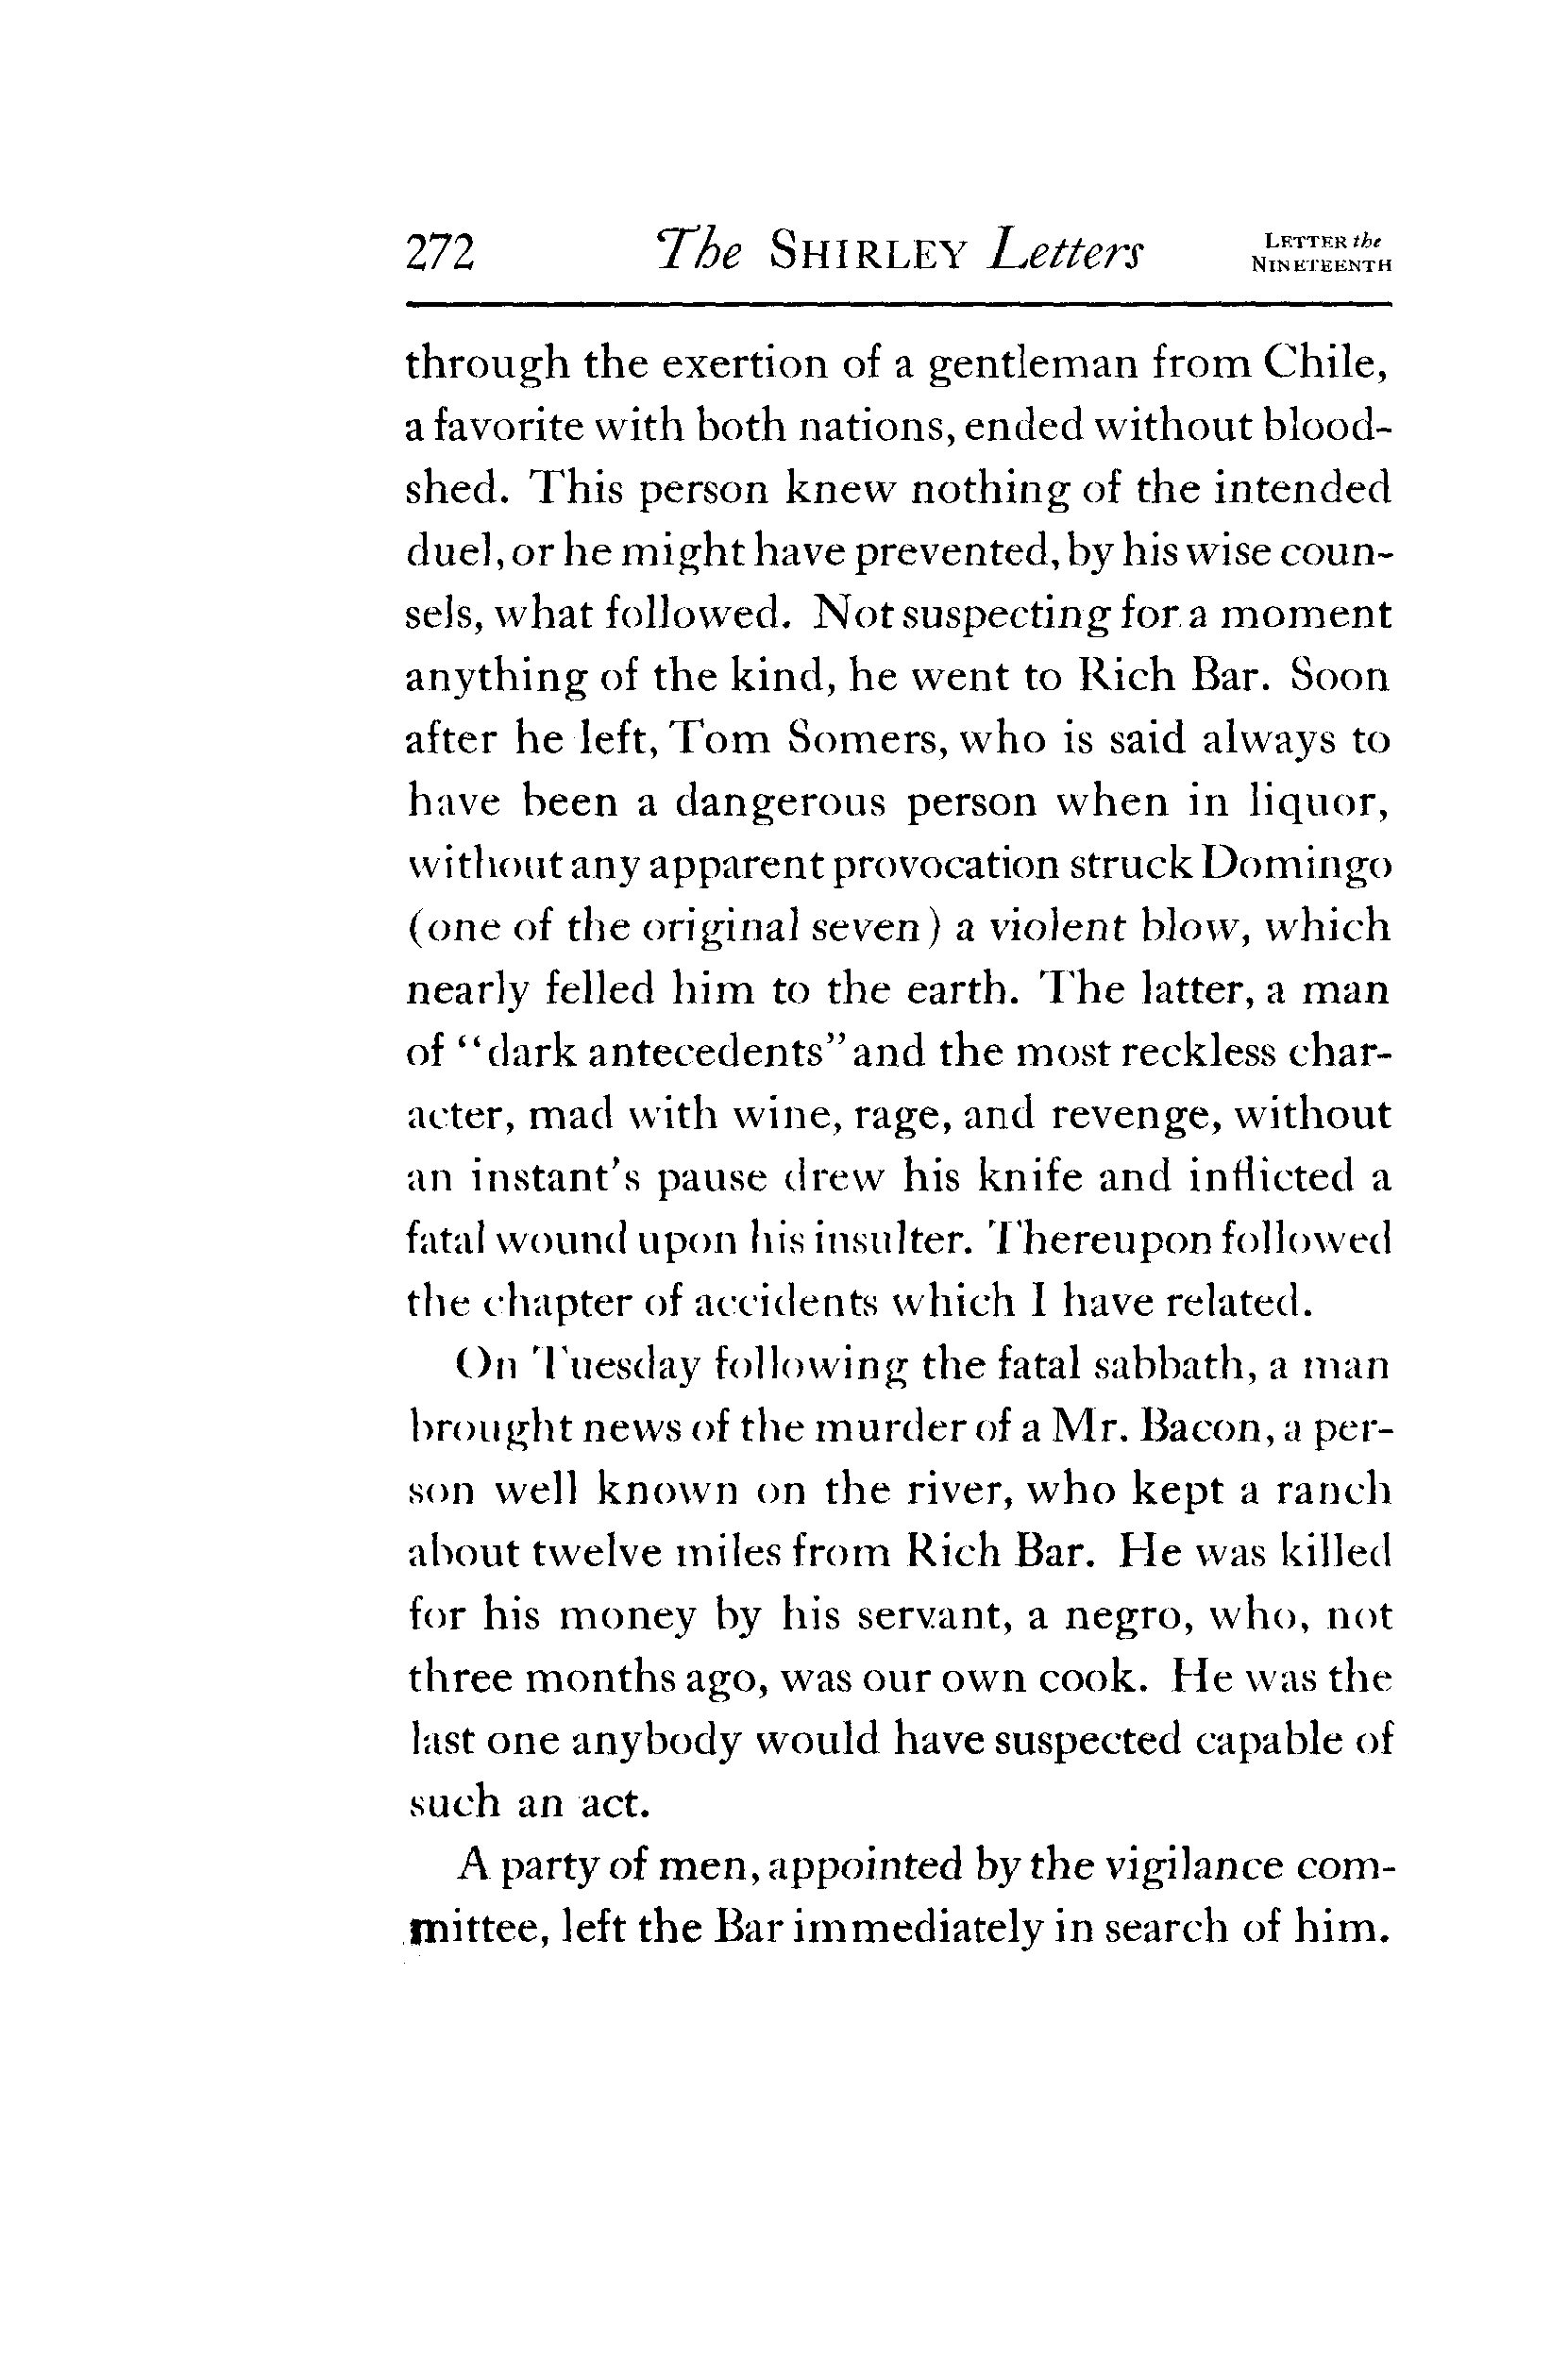 272 The SHIRLEY Letters LETTER the
NINETEENTH
through the exertion of a gentleman from Chile,
a favorite with both nations, ended without blood-
shed. This person knew nothing of the intended
duel, or he might have prevented, by his wise coun-
sels, what followed. Not suspecting for a moment
anything of the kind, he went to Rich Bar. Soon
after he left, Tom Somers, who is said always to
have been a dangerous person when in liquor,
without any apparent provocation struck Domingo
(one of the original seven) a violent blow, which
nearly felled him to the earth. The latter, a man
of “dark antecedents” and the most reckless char-
acter, mad with wine, rage, and revenge, without
an instant's pause drew his knife and inflicted a
fatal wound upon his insulter. Thereupon followed
the chapter of accidents which I have related.
On Tuesday following the fatal sabbath, a man
brought news of the murder of a Mr. Bacon, a per-
son well known on the river, who kept a ranch
about twelve miles from Rich Bar. He was killed
for his money by his servant, a negro, who, not
three months ago, was our own cook. He was the
last one anybody would have suspected capable of
such an act.
A party of men, appointed by the vigilance com-
mittee, left the Bar immediately in search of him.